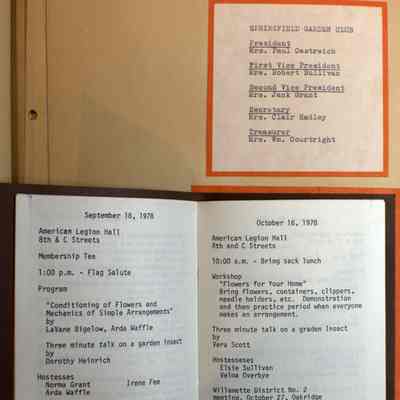 SPRINGFIELD GARDEN CLUB
President
Mrs. Paul Oestreich
First Vice President
Mrs. Robert Sullivan
Second Vice President
Mrs. Jack Grant
Secretary
Mrs. Clair Hadley
Treasurer
Mrs. Wm. Courtright
September 18, 1978
American Legion Hall
8th & C Streets
Membership Tea
1:00 p.m. - Flag Salute
Program
"Conditioning of Flowers and
Mechanics of Simple Arrangements"
by
LaVane Bigelow, Arda Waffle
Three minute talk on a garden insect
by
Dorothy Heinrich
Hostesses
Norma Grant Irene Fee
Arda Waffle
October 16, 1978
American Legion Hall
8th and C Streets
10:00 a.m. - Bring sack lunch
Workshop
"Flowers for Your Home"
Bring flowers, containers, clippers,
needle holders, etc. Demonstration
and then practice period when everyone
makes an arrangement.
Three minute talk on a garden insect
by
Vera Scott
Hostesseses
Elsie Sullivan
Velma Overbye
Willamette District No. 2
meeting, October 27, Oakridge